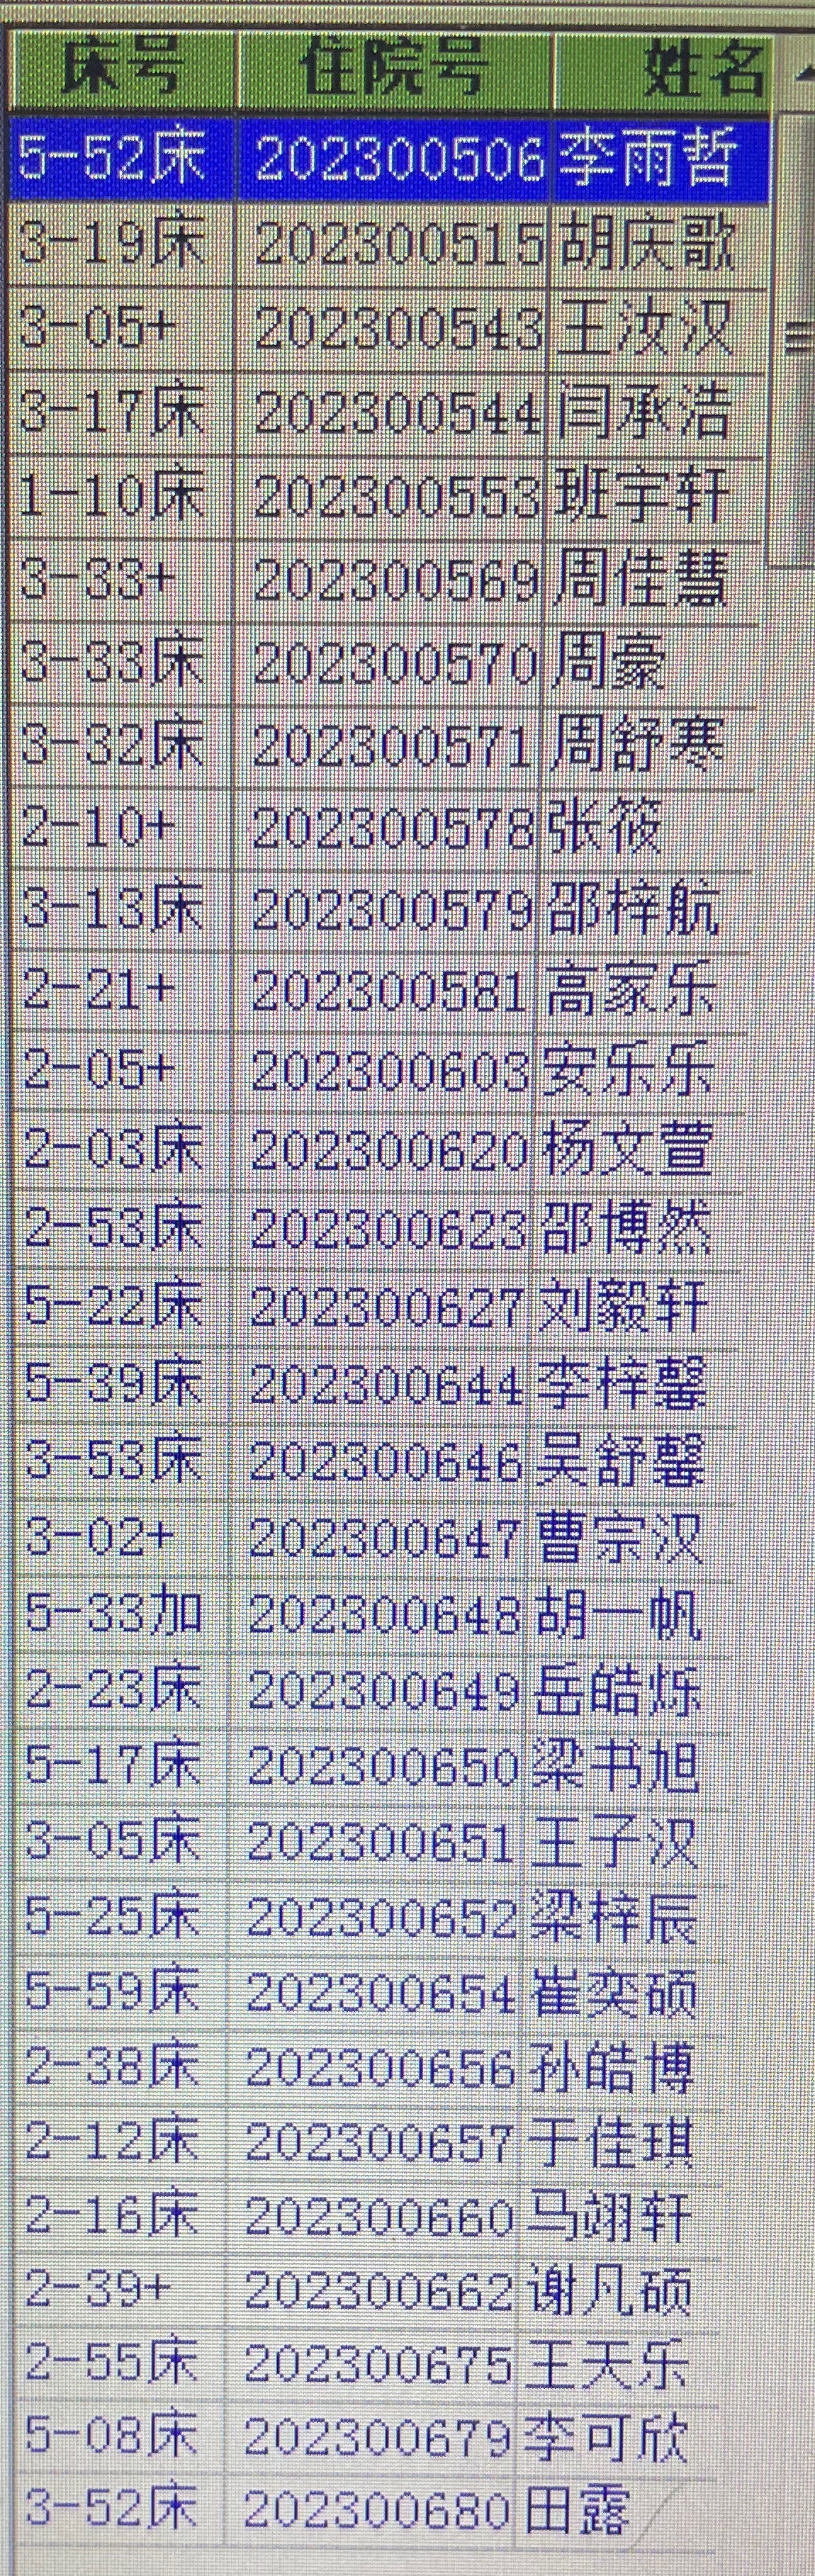 床号 住院号 姓名
5-52床 202300506 李雨哲
3-19床 202300515 胡庆歌
3-05+ 202300543 王汝汉
3-17床 202300544 闫承浩
1-10床 202300553 班宇轩
3-33+ 202300569 周佳慧
3-33床 202300570 周豪
3-32床 202300571 周舒寒
2-10+ 202300578 张筱
3-13床 202300579 邵梓航
2-21+ 202300581 高家乐
2-05+ 202300603 安乐乐
2-03床 202300620 杨文萱
2-53床 202300623 邵博然
5-22床 202300627 刘毅轩
5-39床 202300644 李梓馨
3-53床 202300646 吴舒馨
3-02+ 202300647 曹宗汉
5-33加 202300648 胡一帆
2-23床 202300649 岳皓烁
5-17床 202300650 梁书旭
3-05床 202300651 王子汉
5-25床 202300652 梁梓辰
5-59床 202300654 崔奕硕
2-38床 202300656 孙皓博
2-12床 202300657 于佳琪
2-16床 202300660 马翊轩
2-39+ 202300662 谢凡硕
2-55床 202300675 王天乐
5-08床 202300679 李可欣
3-52床 202300680 田露